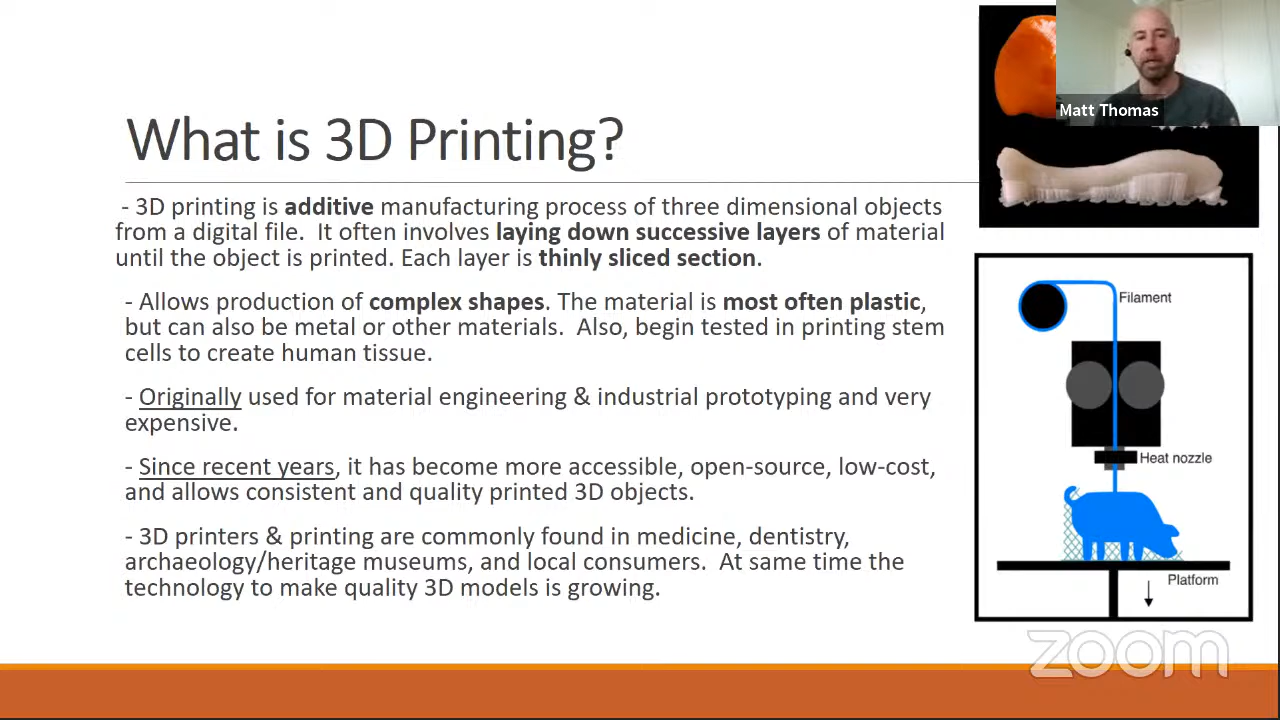 Matt Thomas
What is 3D Printing?
- 3D printing is additive manufacturing process of three dimensional objects
from a digital file.  It often involves laying down successive layers of material
until the object is printed. Each layer is thinly sliced section.
- Allows production of complex shapes. The material is most often plastic,
but can also be metal or other materials.  Also, begin tested in printing stem
cells to create human tissue.
- Originally used for material engineering & industrial prototyping and very
expensive.
- Since recent years, it has become more accessible, open-source, low-cost,
and allows consistent and quality printed 3D objects.
- 3D printers & printing are commonly found in medicine, dentistry,
archaeology/heritage museums, and local consumers.  At same time the
technology to make quality 3D models is growing.
Filament
Heat nozzle
Platform
zoom